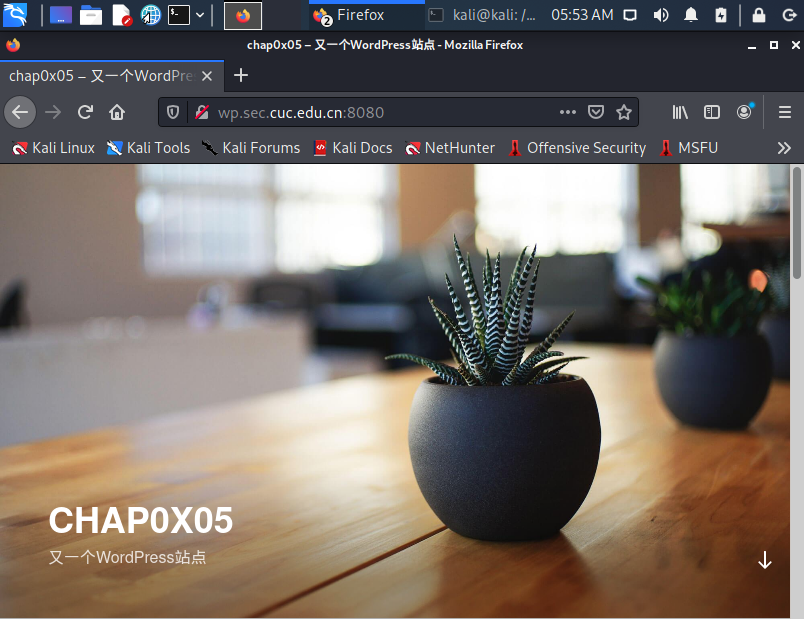 Firefox
kali@kali: /...
05:53 AM
chap0x05 – 又一个WordPress站点 - Mozilla Firefox
chap0x05 – 又一个WordPre
wp.sec.cuc.edu.cn:8080
Kali Linux
Kali Tools
Kali Forums
Kali Docs
NetHunter
Offensive Security
MSFU
CHAP0X05
又一个WordPress站点